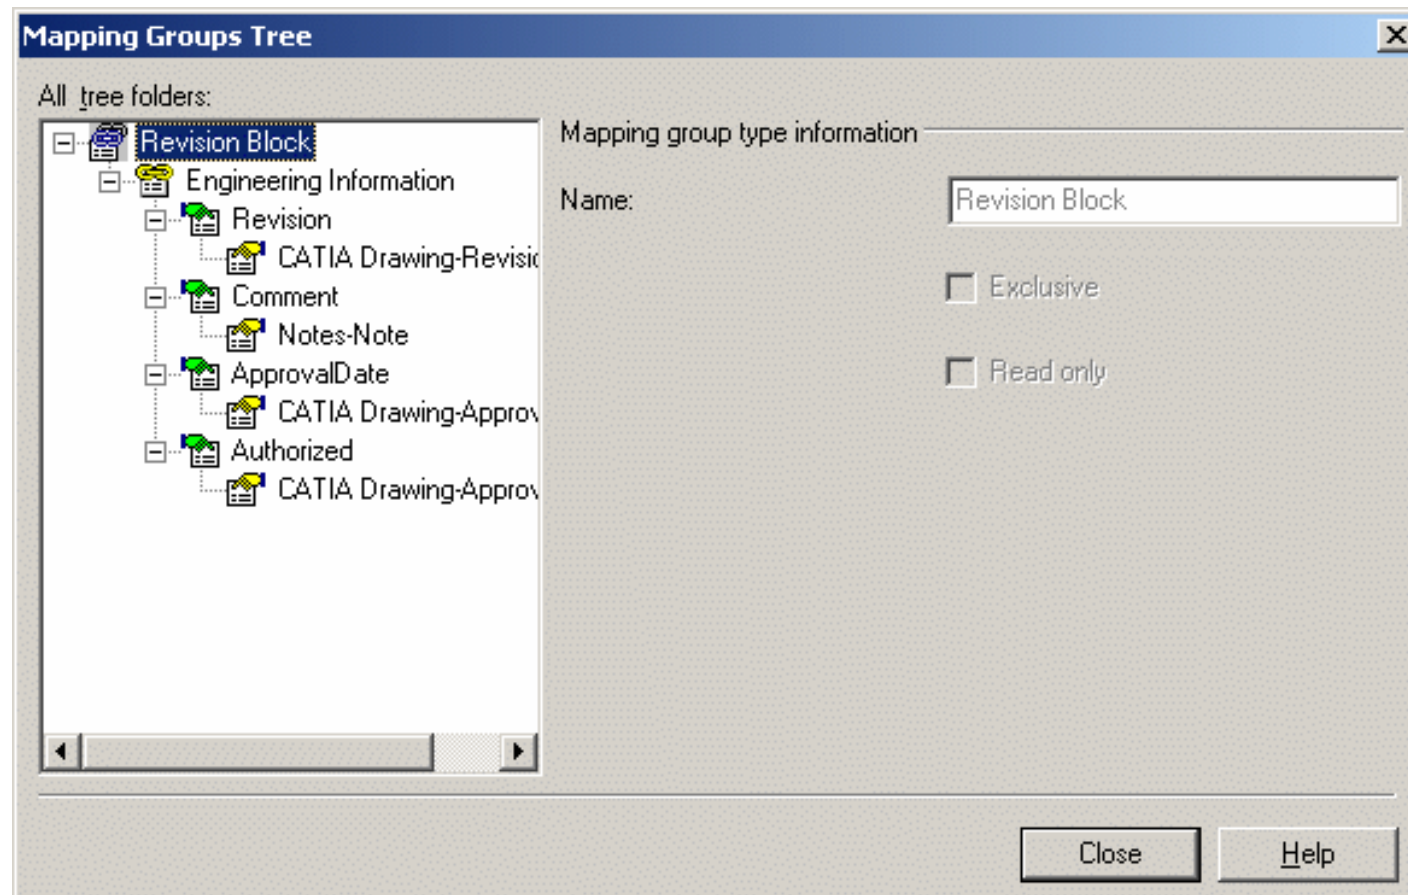 Mapping Groups Tree
All tree folders:
Revision Block
Engineering Information
Revision
CATIA Drawing-Revisio
Comment
Notes-Note
ApprovalDate
CATIA Drawing-Approv
Authorized
CATIA Drawing-Approv
Mapping group type information
Name:
Revision Block
Exclusive
Read only
Close
Help